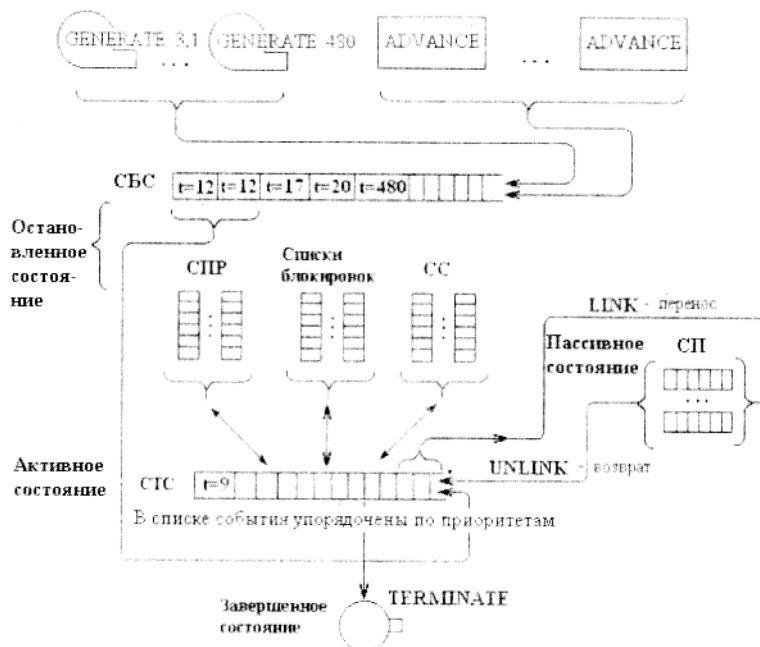 GENERATE 3,1 GENERATE 480 ADVANCE ADVANCE
. . . . . .
СБС t=12 t=12 t=17 t=20 t=480
Остано-
вленное
состоя-
ние
СПР Списки
блокировок СС
LINK - перенос
Пассивное
состояние СП
. . .
UNLINK - возврат
Активное
состояние СТС t=9
В списке события упорядочены по приоритетам
Завершенное
состояние TERMINATE